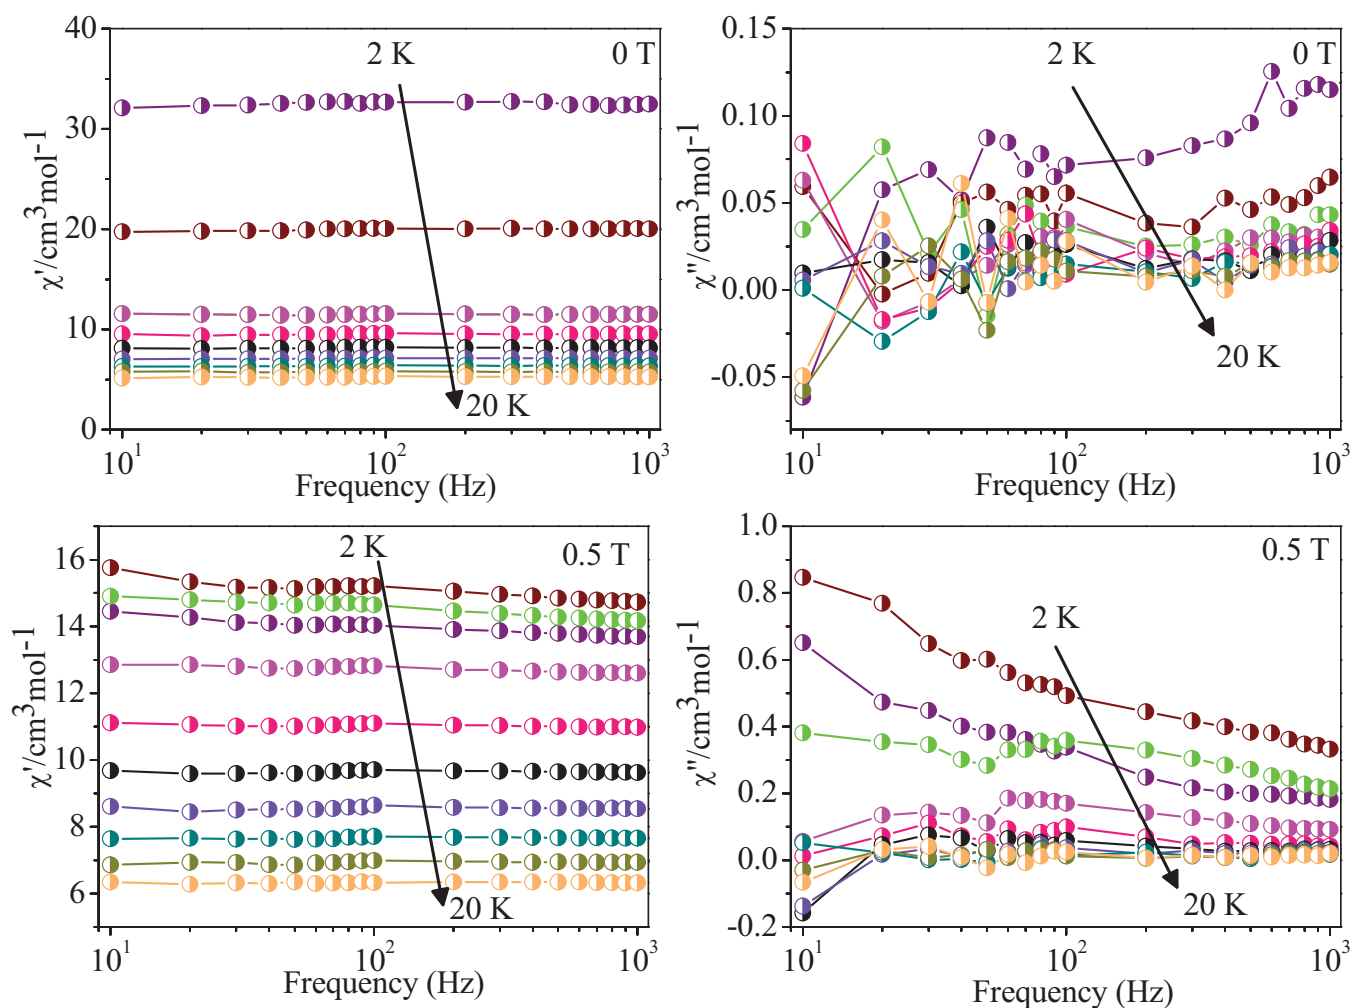 40
30
20
10
0
χ'/cm³mol⁻¹
2 K
0 T
20 K
10¹
10²
10³
Frequency (Hz)
0.15
0.10
0.05
0.00
-0.05
χ''/cm³mol⁻¹
2 K
0 T
20 K
10¹
10²
10³
Frequency (Hz)
16
14
12
10
8
6
χ'/cm³mol⁻¹
2 K
0.5 T
20 K
10¹
10²
10³
Frequency (Hz)
1.0
0.8
0.6
0.4
0.2
0.0
-0.2
χ''/cm³mol⁻¹
0.5 T
2 K
20 K
10¹
10²
10³
Frequency (Hz)